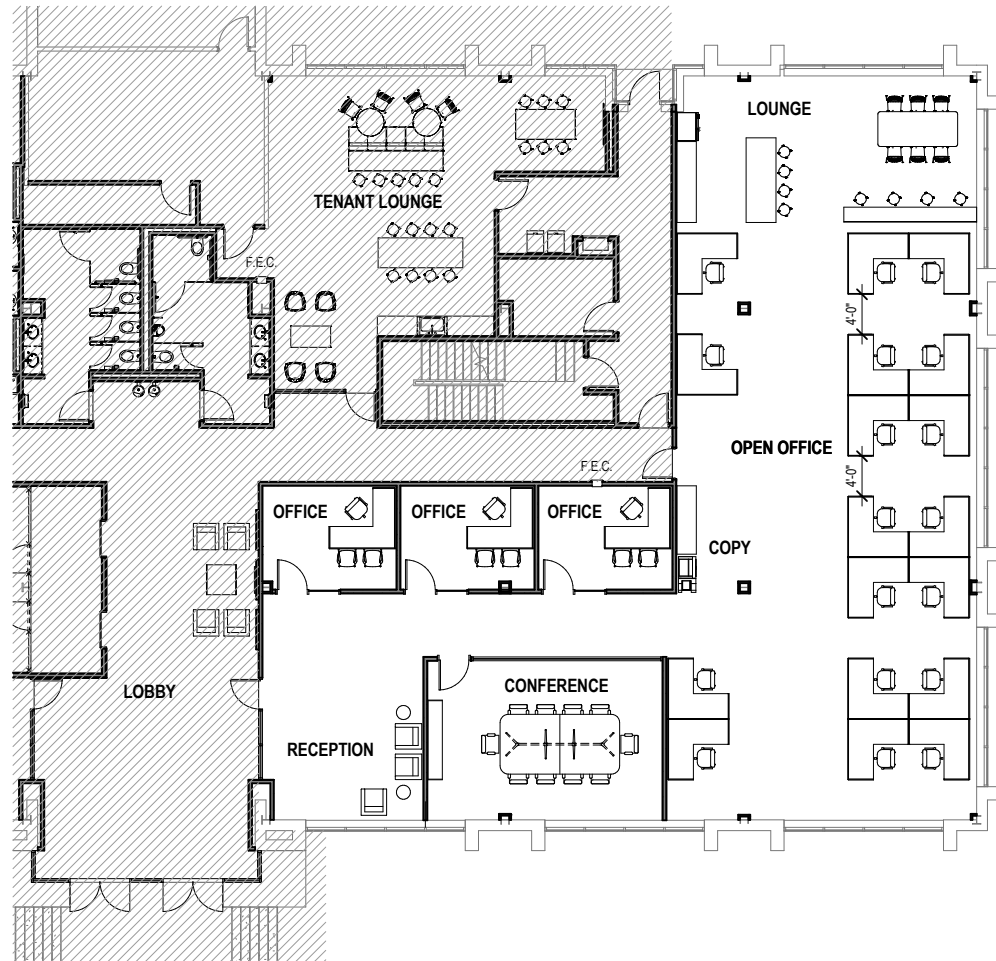 LOUNGE
TENANT LOUNGE
F.E.C.
4'-0"
OPEN OFFICE
F.E.C.
4'-0"
OFFICE
OFFICE
OFFICE
COPY
LOBBY
CONFERENCE
RECEPTION